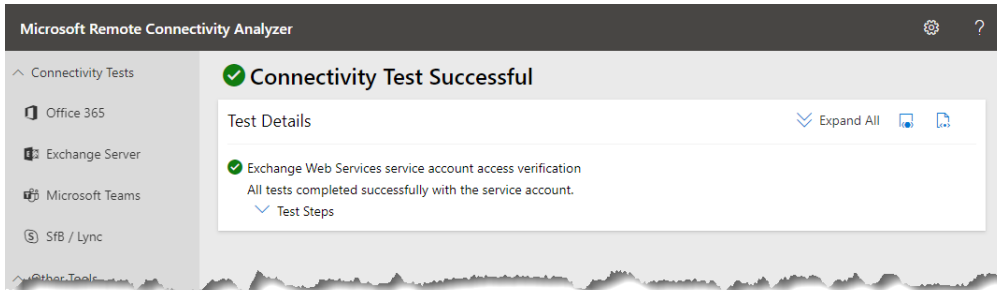 Microsoft Remote Connectivity Analyzer
?
Connectivity Tests
Office 365
Exchange Server
Microsoft Teams
SfB / Lync
Other Tools
Connectivity Test Successful
Test Details
Expand All
Exchange Web Services service account access verification
All tests completed successfully with the service account.
Test Steps